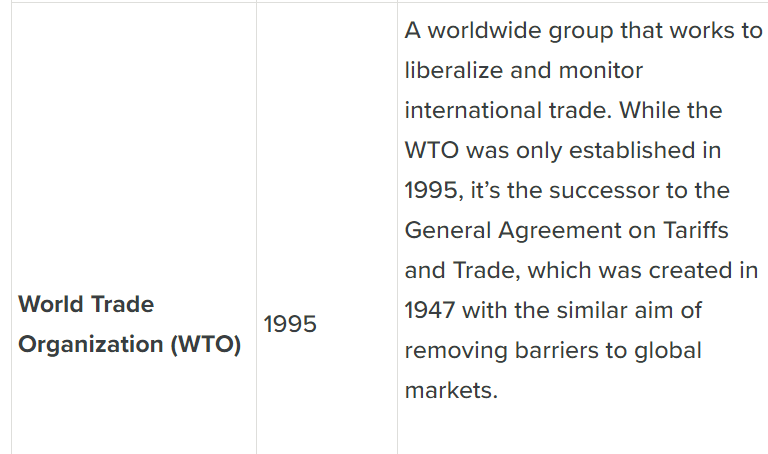 World Trade
Organization (WTO)
1995
A worldwide group that works to
liberalize and monitor
international trade. While the
WTO was only established in
1995, it’s the successor to the
General Agreement on Tariffs
and Trade, which was created in
1947 with the similar aim of
removing barriers to global
markets.